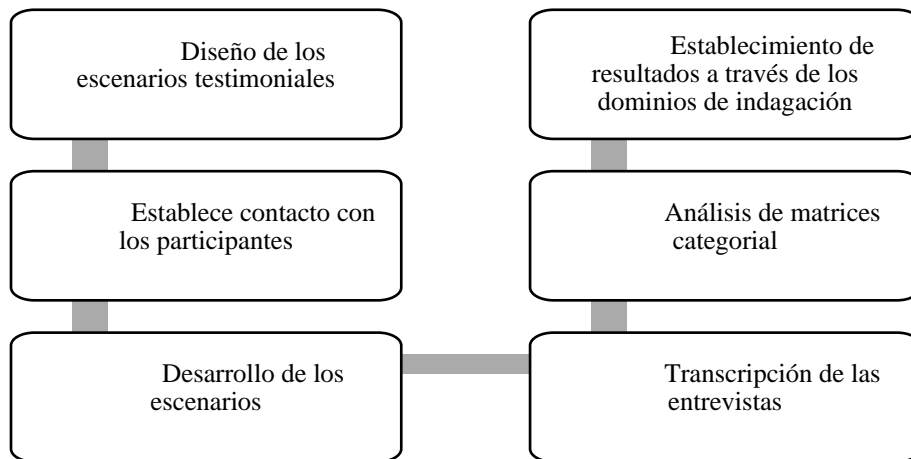 Diseño de los
escenarios testimoniales
Establece contacto con
los participantes
Desarrollo de los
escenarios
Transcripción de las
entrevistas
Análisis de matrices
categorial
Establecimiento de
resultados a través de los
dominios de indagación